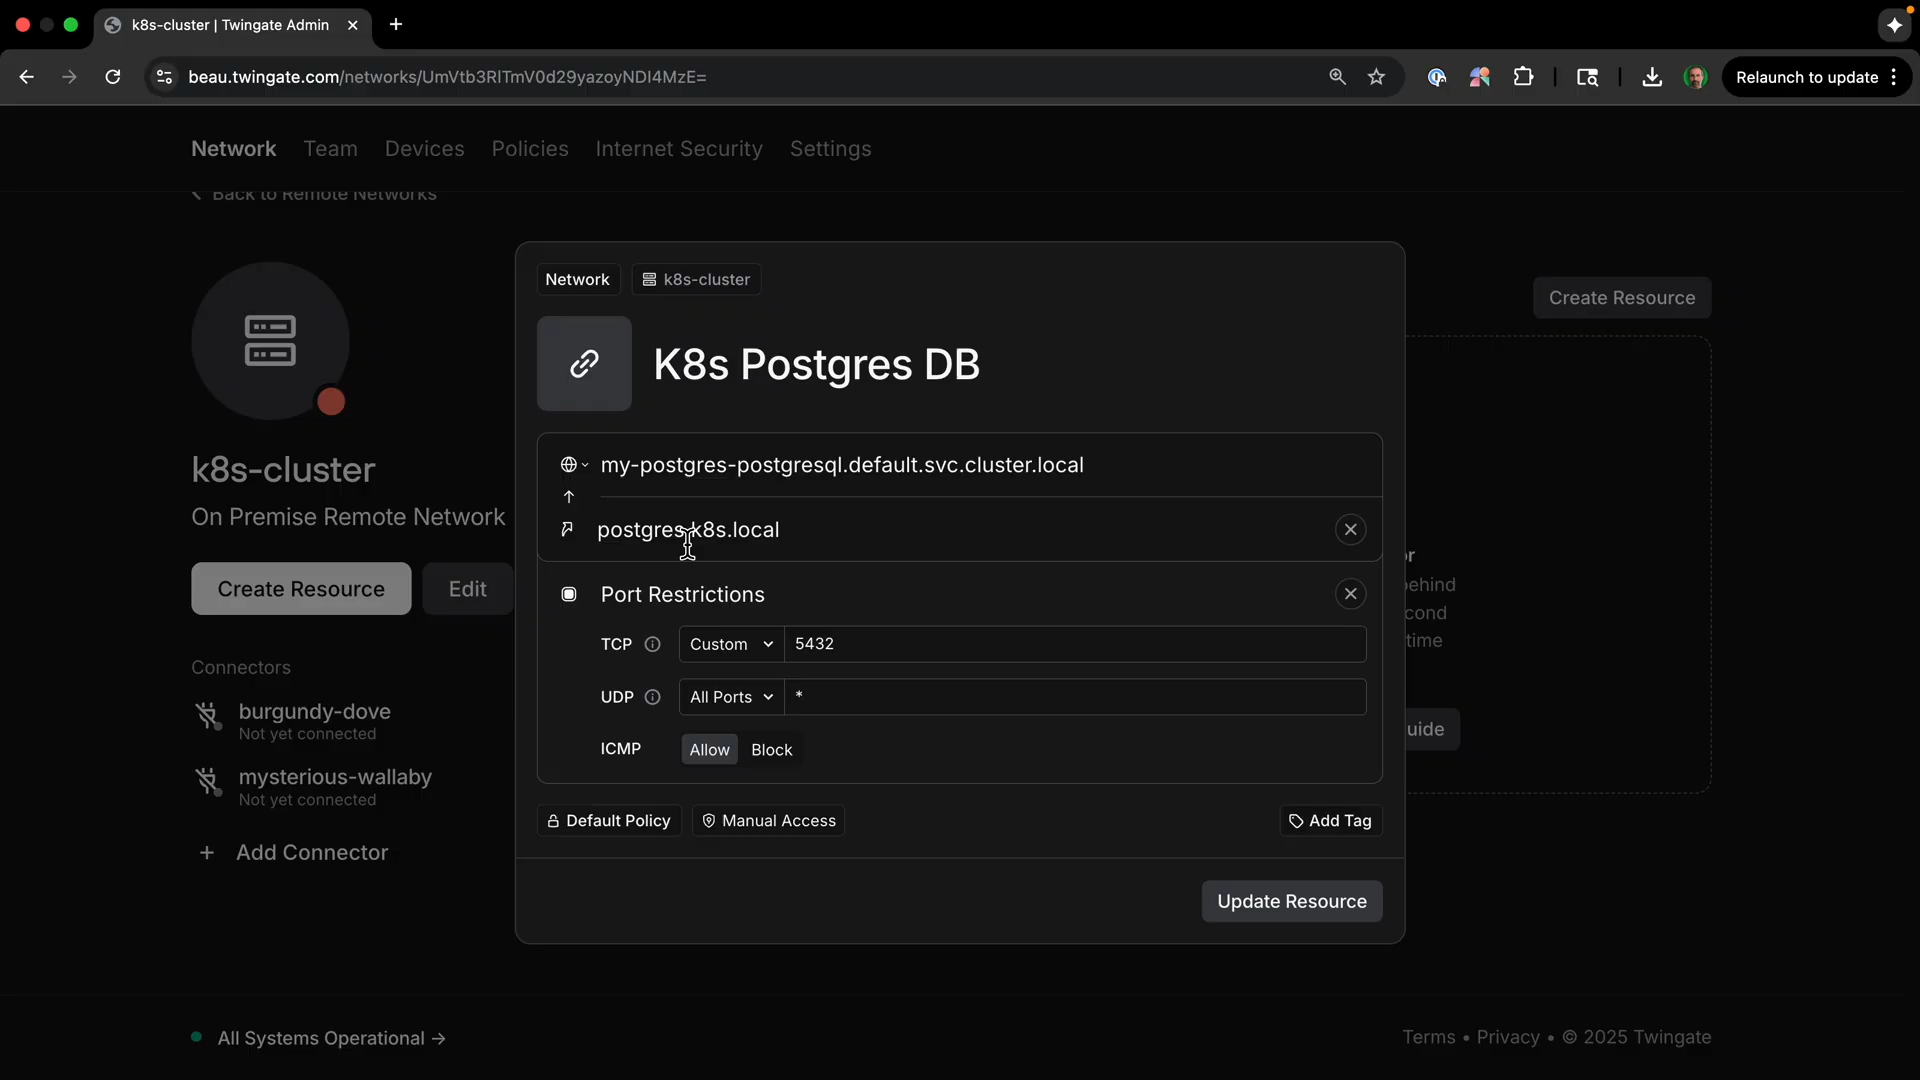 k8s-cluster | Twingate Admin
beau.twingate.com/networks/UmVtb3RlTmV0d29yazoyNDI4MzE=
Relaunch to update
Network Team Devices Policies Internet Security Settings
Back to Remote Networks
Network k8s-cluster
Create Resource
K8s Postgres DB
my-postgres-postgresql.default.svc.cluster.local
k8s-cluster
On Premise Remote Network
postgres.k8s.local
Create Resource Edit
Port Restrictions
TCP Custom 5432
UDP All Ports *
ICMP Allow Block
Connectors
burgundy-dove
Not yet connected
mysterious-wallaby
Not yet connected
Add Connector
Default Policy Manual Access Add Tag
Update Resource
All Systems Operational →
Terms • Privacy • © 2025 Twingate